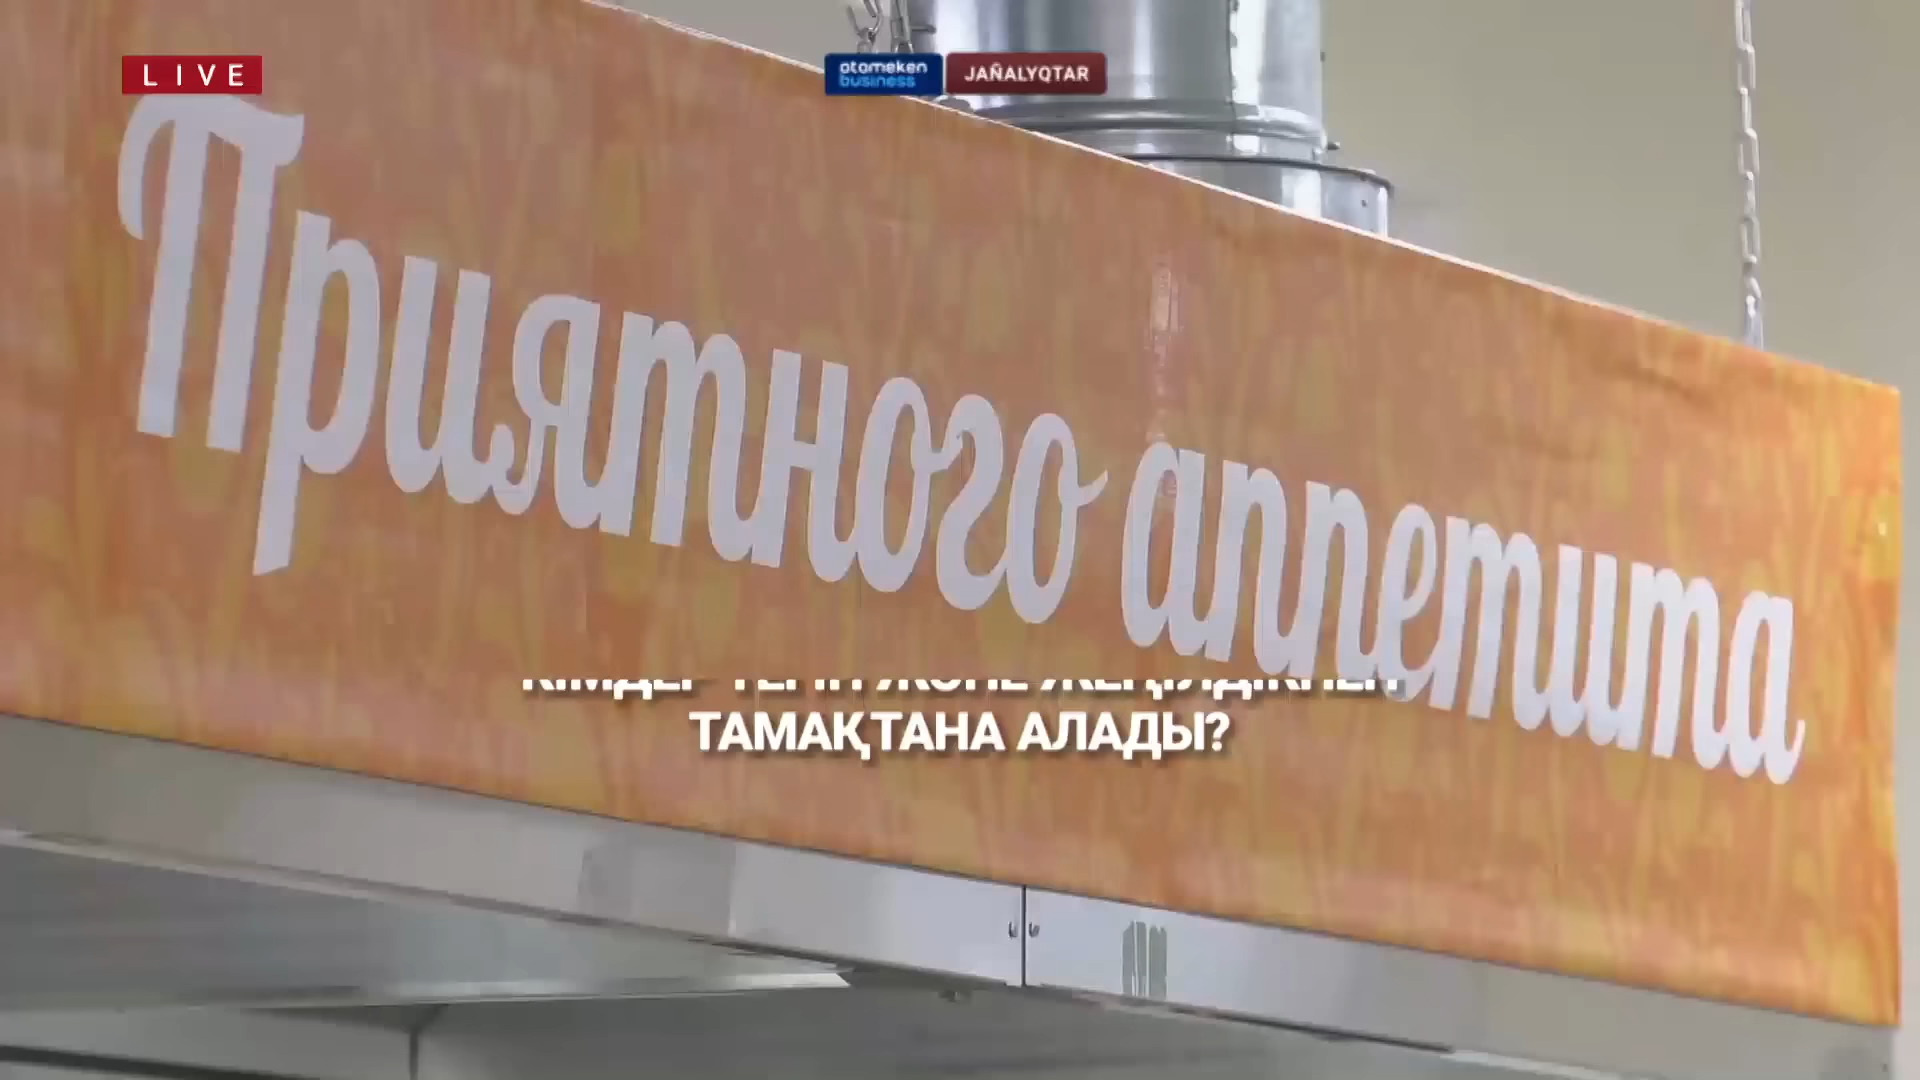 LIVE
atameken
business
JAÑALYQTAR
Приятного аппетита
ТАМАҚТАНА АЛАДЫ?